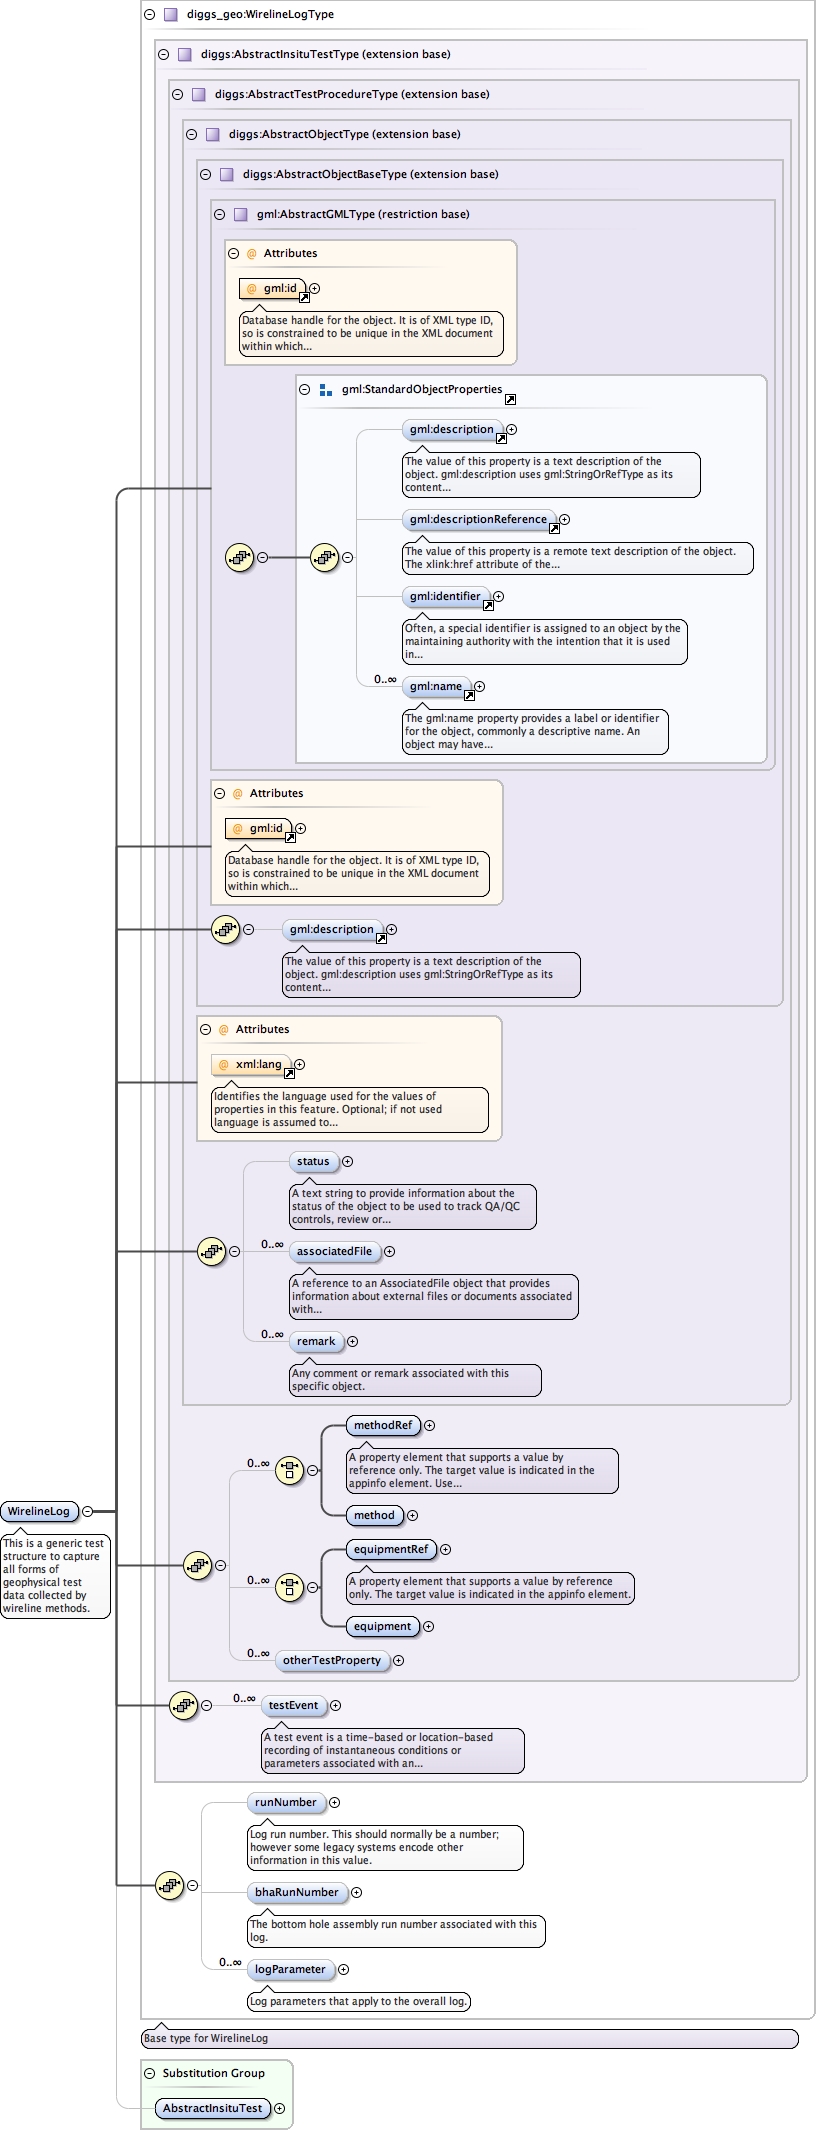 diggs_geo:WirelineLogType
diggs:AbstractInsituTestType (extension base)
diggs:AbstractTestProcedureType (extension base)
diggs:AbstractObjectType (extension base)
diggs:AbstractObjectBaseType (extension base)
gml:AbstractGMLType (restriction base)
@ Attributes
@ gml:id
Database handle for the object. It is of XML type ID,
so is constrained to be unique in the XML document
within which...
gml:StandardObjectProperties
gml:description
The value of this property is a text description of the
object. gml:description uses gml:StringOrRefType as its
content...
gml:descriptionReference
The value of this property is a remote text description of the object.
The xlink:href attribute of the...
gml:identifier
Often, a special identifier is assigned to an object by the
maintaining authority with the intention that it is used
in...
0..∞
gml:name
The gml:name property provides a label or identifier
for the object, commonly a descriptive name. An
object may have...
@ Attributes
@ gml:id
Database handle for the object. It is of XML type ID,
so is constrained to be unique in the XML document
within which...
gml:description
The value of this property is a text description of the
object. gml:description uses gml:StringOrRefType as its
content...
@ Attributes
@ xml:lang
Identifies the language used for the values of
properties in this feature. Optional; if not used
language is assumed to...
status
A text string to provide information about the
status of the object to be used to track QA/QC
controls, review or...
0..∞
associatedFile
A reference to an AssociatedFile object that provides
information about external files or documents associated
with...
0..∞
remark
Any comment or remark associated with this
specific object.
methodRef
0..∞
A property element that supports a value by
reference only. The target value is indicated in the
appinfo element. Use...
method
WirelineLog
This is a generic test
structure to capture
all forms of
geophysical test
data collected by
wireline methods.
equipmentRef
0..∞
A property element that supports a value by reference
only. The target value is indicated in the appinfo element.
equipment
0..∞
otherTestProperty
0..∞
testEvent
A test event is a time-based or location-based
recording of instantaneous conditions or
parameters associated with an...
runNumber
Log run number. This should normally be a number;
however some legacy systems encode other
information in this value.
bhaRunNumber
The bottom hole assembly run number associated with this
log.
0..∞
logParameter
Log parameters that apply to the overall log.
Base type for WirelineLog
Substitution Group
AbstractInsituTest